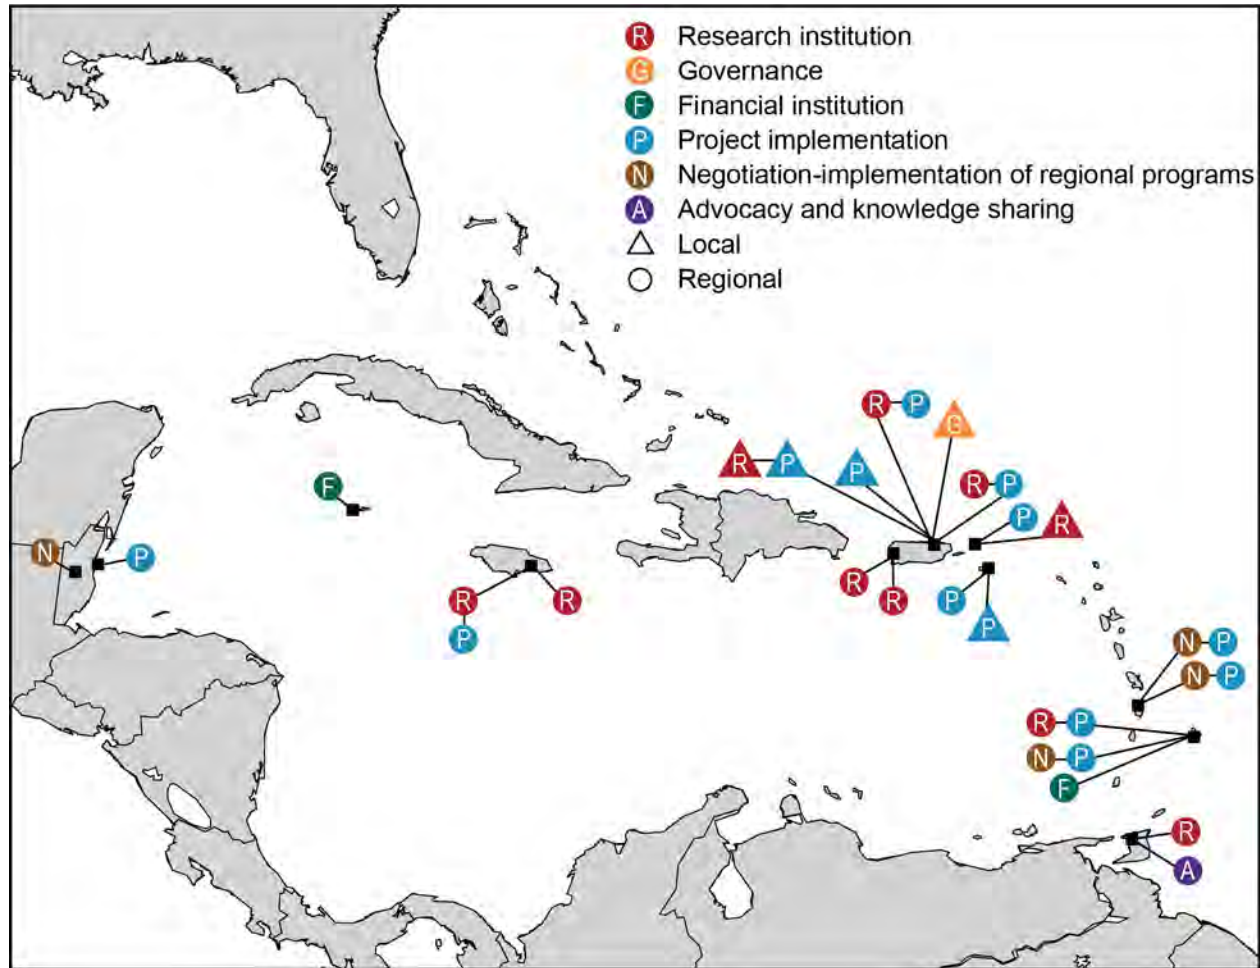 R Research institution
G Governance
F Financial institution
P Project implementation
N Negotiation-implementation of regional programs
A Advocacy and knowledge sharing
Local
Regional
R P
G
R P P
R P
F
P R
N P
R R
R
R
P
P
P
N P
N P
R P
N P
F
R
A